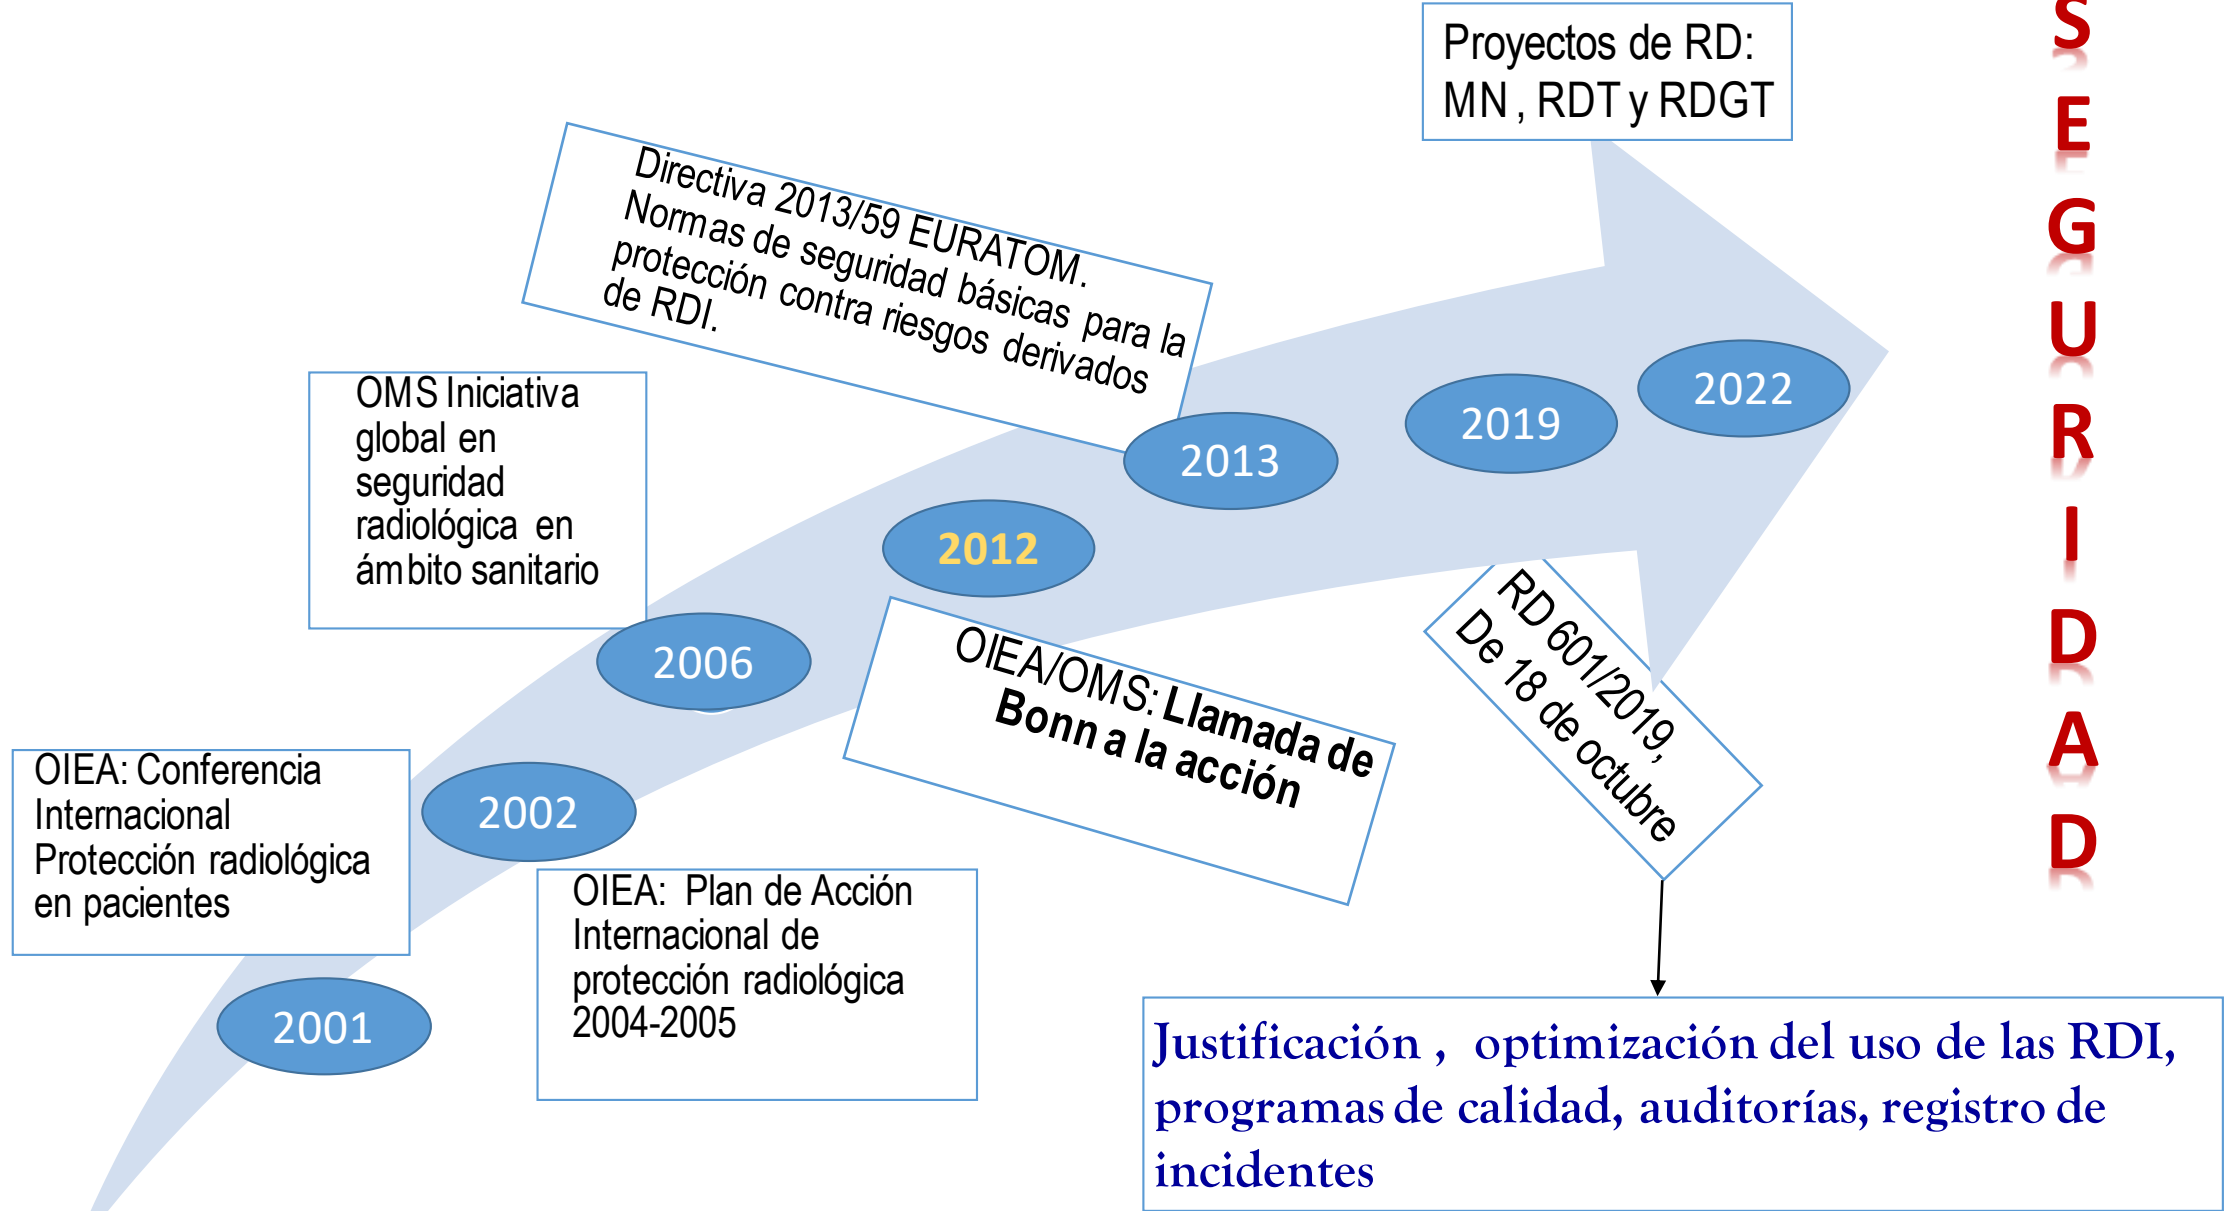 Proyectos de RD:
MN , RDT y RDGT
Directiva 2013/59 EURATOM.
Normas de seguridad básicas para la
protección contra riesgos derivados
de RDI.
OMS Iniciativa
global en
seguridad
radiológica en
ámbito sanitario
2022
2019
2013
2012
2006
RD 601/2019,
De 18 de octubre
OIEA/OMS: Llamada de
Bonn a la acción
OIEA: Conferencia
Internacional
Protección radiológica
en pacientes
2002
OIEA: Plan de Acción
Internacional de
protección radiológica
2004-2005
2001
Justificación , optimización del uso de las RDI,
programas de calidad, auditorías, registro de
incidentes
S
E
G
U
R
I
D
A
D